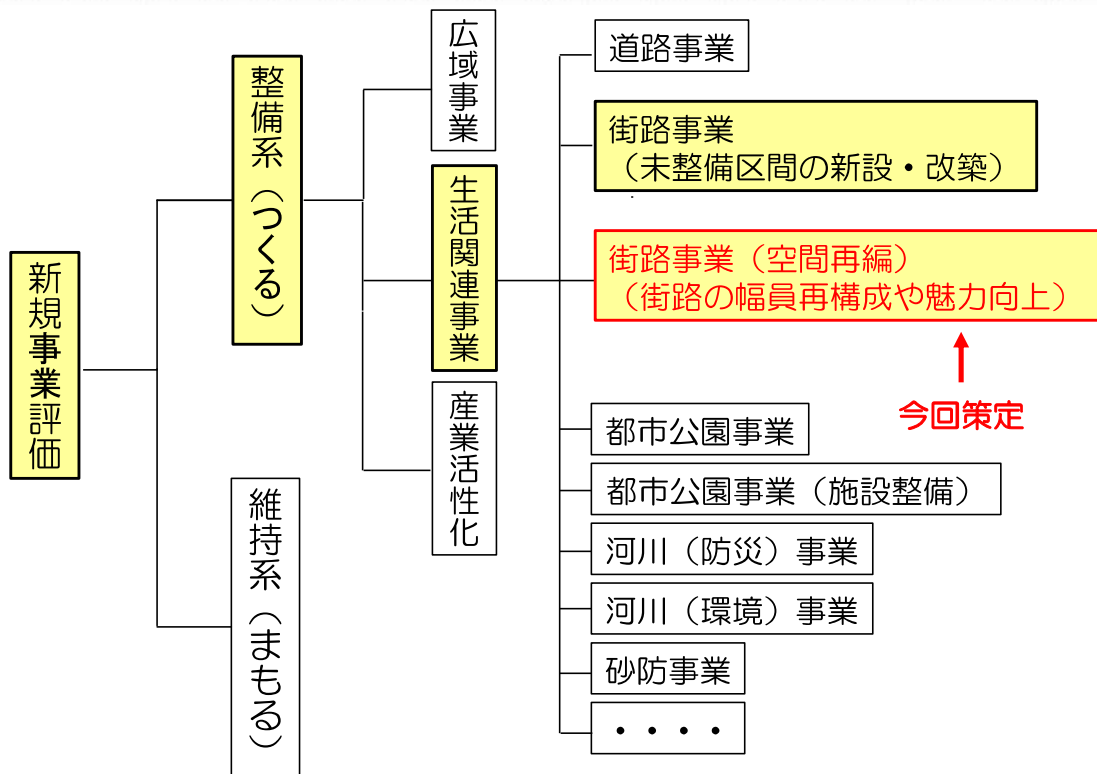 新規事業評価
整備系（つくる）
維持系（まもる）
広域事業
生活関連事業
産業活性化
道路事業
街路事業
（未整備区間の新設・改築）
街路事業（空間再編）
（街路の幅員再構成や魅力向上）
今回策定
都市公園事業
都市公園事業（施設整備）
河川（防災）事業
河川（環境）事業
砂防事業
・・・・